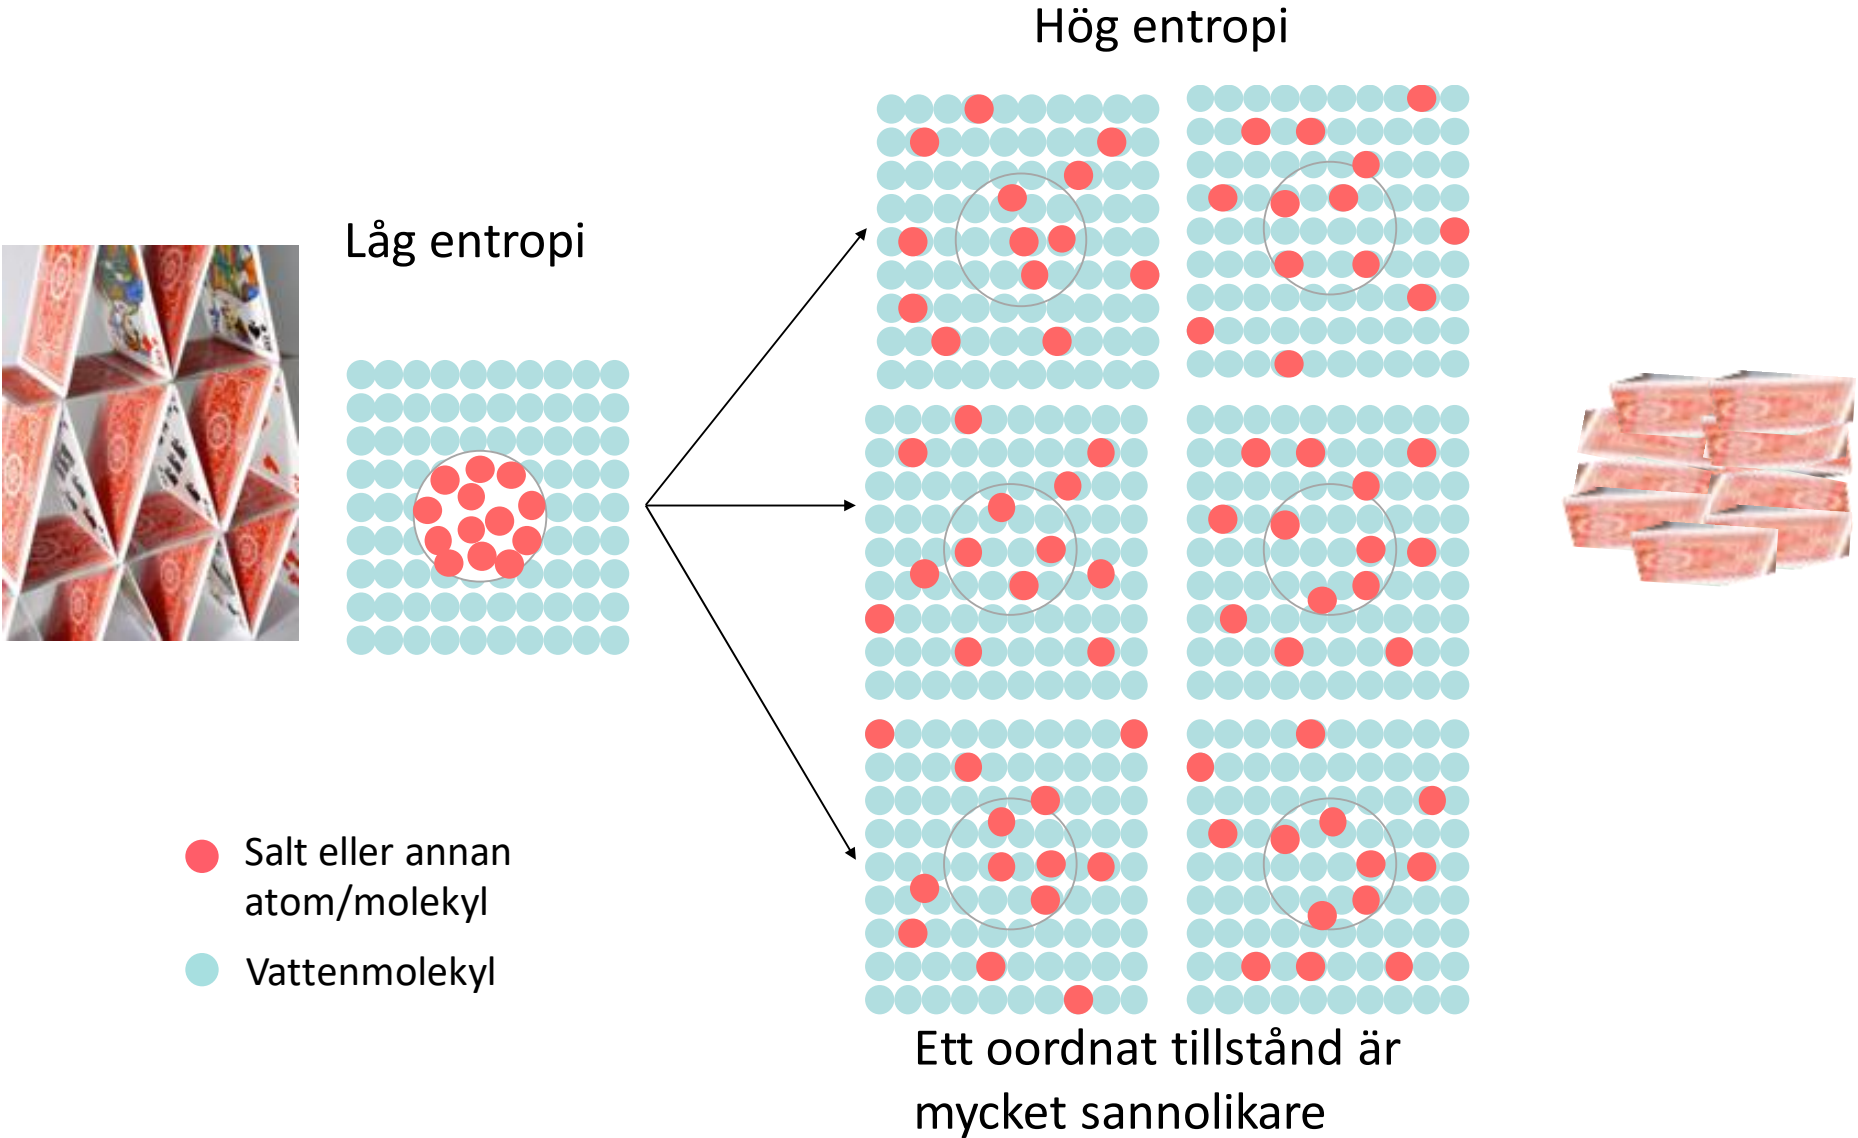 Hög entropi
Låg entropi
Salt eller annan
atom/molekyl
Vattenmolekyl
Ett oordnat tillstånd är
mycket sannolikare